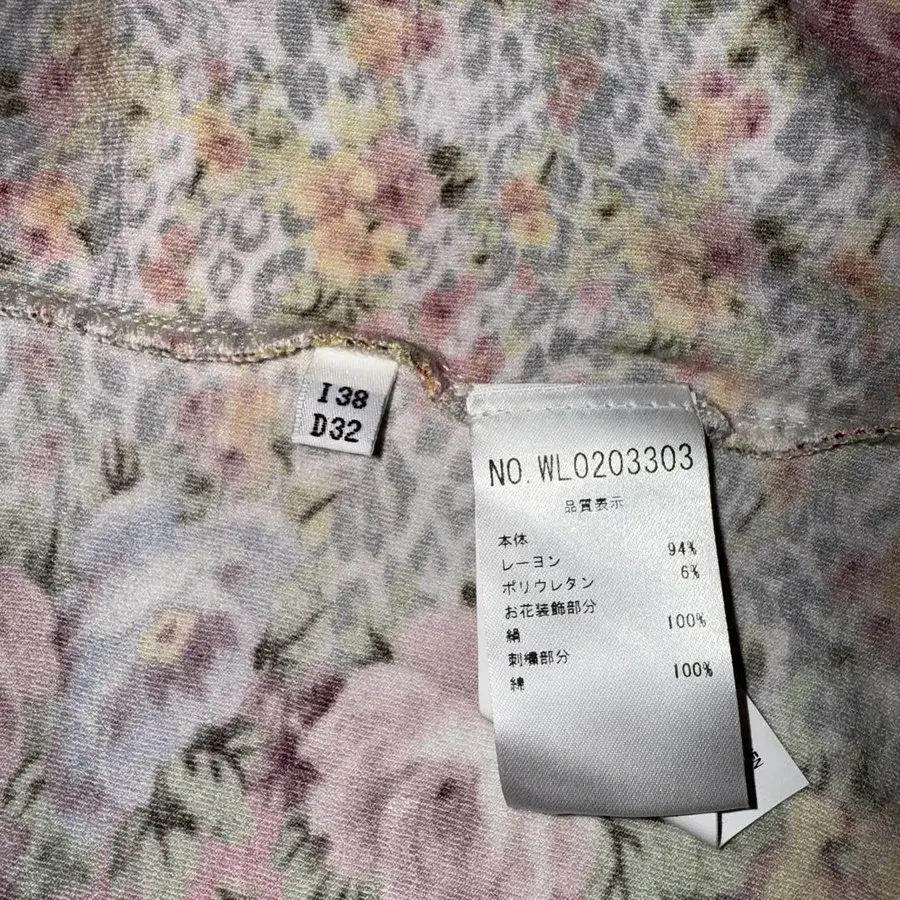 I 38
D32
NO. WL0203303
品質表示
本体
レーヨン 94%
ポリウレタン 6%
お花装飾部分
絹 100%
刺繍部分
綿 100%